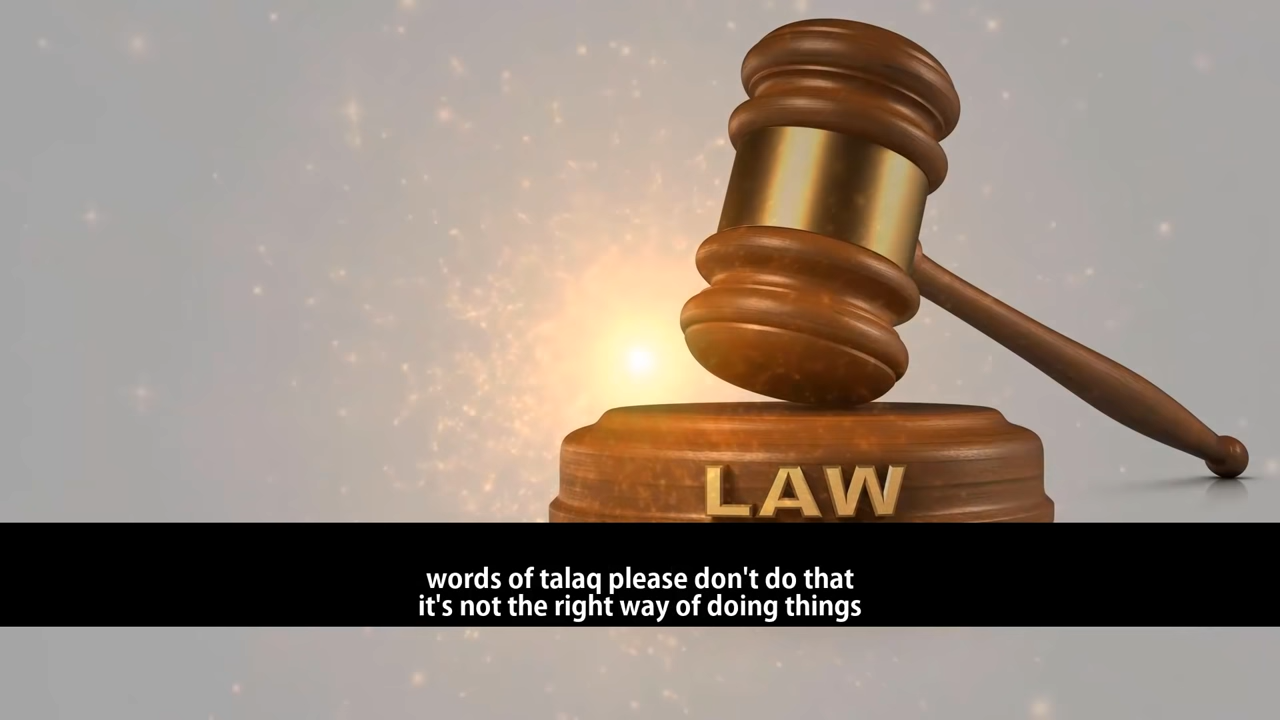 LAW
words of talaq please don't do that
it's not the right way of doing things